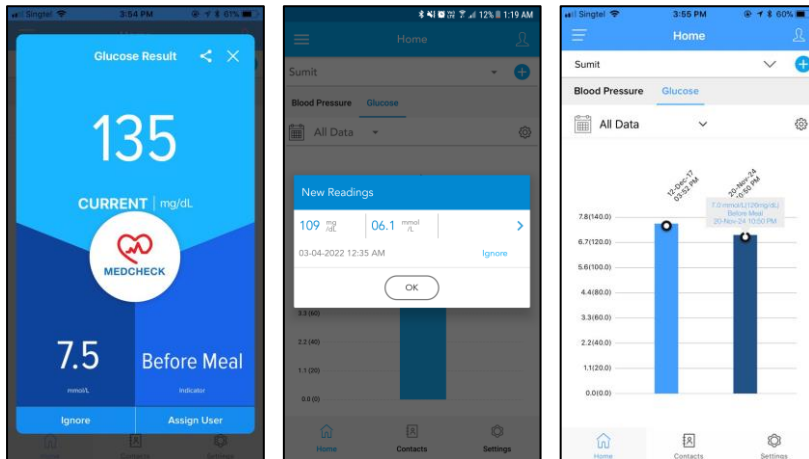 Singtel 3:54 PM 61%
Glucose Result
135
CURRENT | mg/dL
MEDCHECK
7.5
mmol/L
Before Meal
Indicator
Ignore
Assign User
Contacts
Settings
12% 1:19 AM
Home
Sumit
Blood Pressure Glucose
All Data
New Readings
109 mg/dL 06.1 mmol/L
03-04-2022 12:35 AM Ignore
OK
3.3 (60)
2.2 (40)
1.1 (20)
0.0 (0)
Home Contacts Settings
Singtel 3:55 PM 60%
Home
Sumit
Blood Pressure Glucose
All Data
12-Dec-17
03:52 PM
20-Nov-24
10:50 PM
7.0 mmol/L(126mg/dL)
Before Meal
20-Nov-24 10:50 PM
7.8(140.0)
6.7(120.0)
5.6(100.0)
4.4(80.0)
3.3(60.0)
2.2(40.0)
1.1(20.0)
0.0(0.0)
Home Contacts Settings